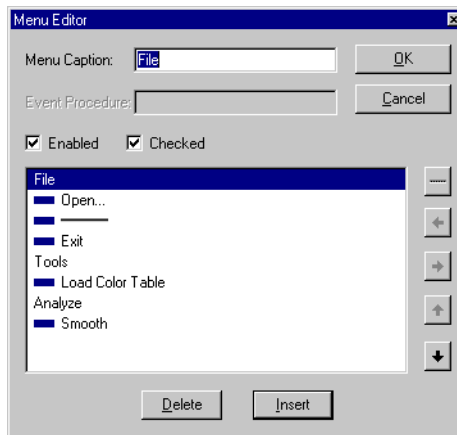 Menu Editor
Menu Caption: File OK
Event Procedure: Cancel
Enabled Checked
File
Open...
Exit
Tools
Load Color Table
Analyze
Smooth
Delete Insert